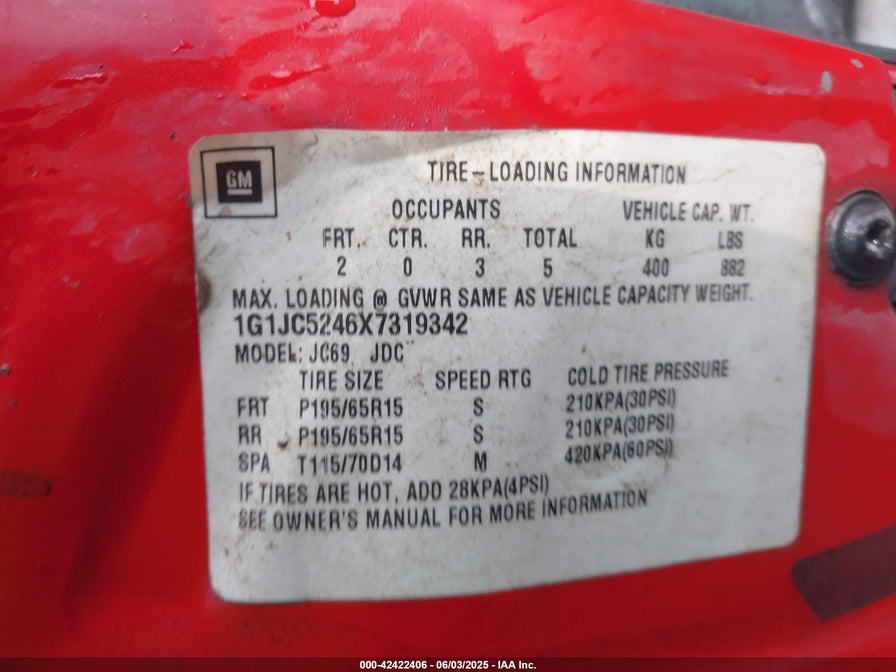 GM
TIRE-LOADING INFORMATION
OCCUPANTS VEHICLE CAP. WT.
FRT. CTR. RR. TOTAL KG LBS
2 0 3 5 400 882
MAX. LOADING @ GVWR SAME AS VEHICLE CAPACITY WEIGHT.
1G1JC5246X7319342
MODEL: JC69 JDC
TIRE SIZE SPEED RTG COLD TIRE PRESSURE
FRT P195/65R15 S 210KPA(30PSI)
RR P195/65R15 S 210KPA(30PSI)
SPA T115/70D14 M 420KPA(60PSI)
IF TIRES ARE HOT, ADD 28KPA(4PSI)
SEE OWNER'S MANUAL FOR MORE INFORMATION
000-42422406 - 06/03/2025 - IAA Inc.